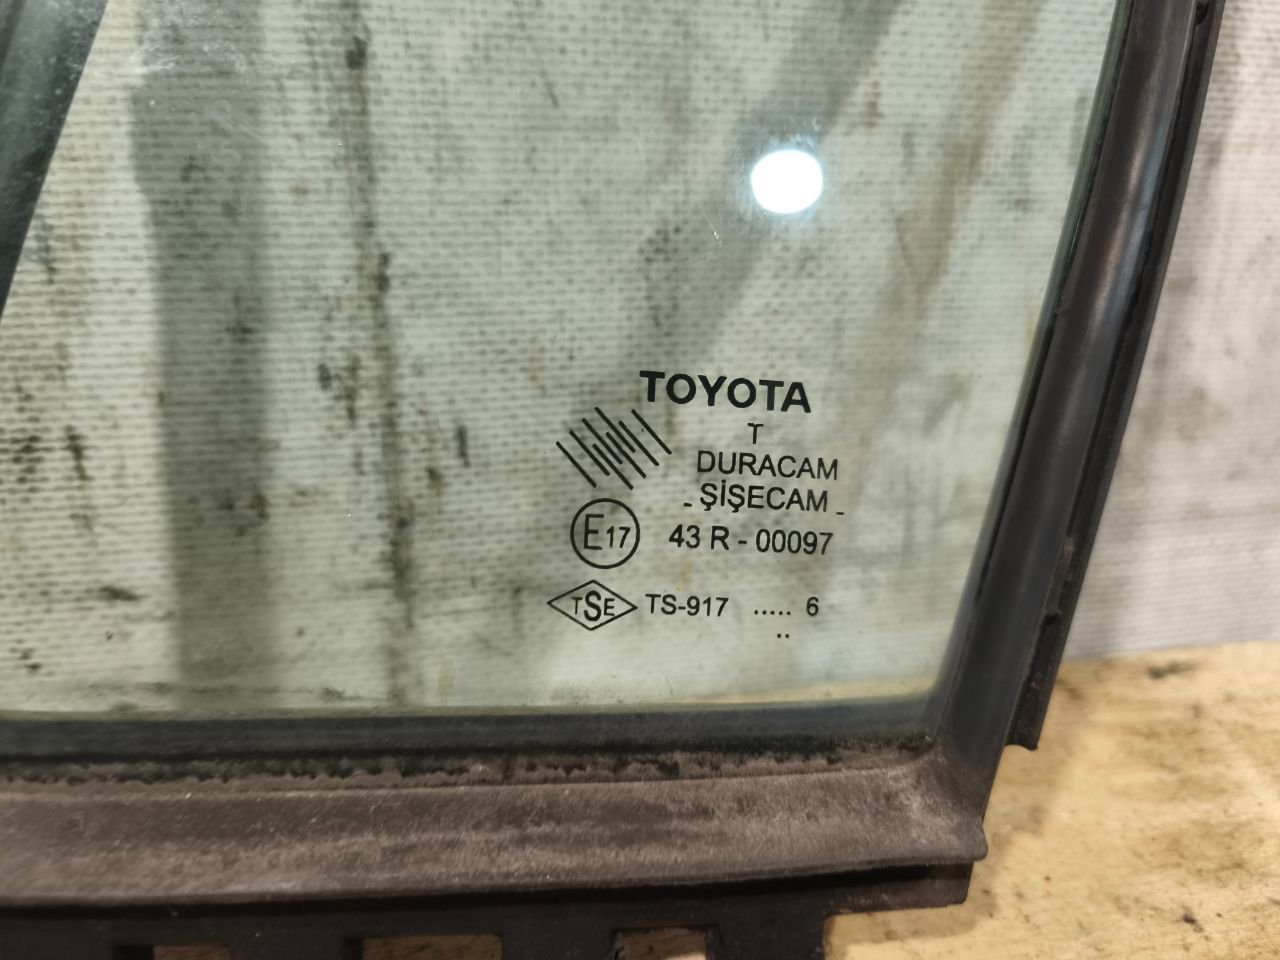 TOYOTA
T
DURACAM
- ŞİŞECAM -
E17 43 R - 00097
TSE TS-917 ..... 6
..